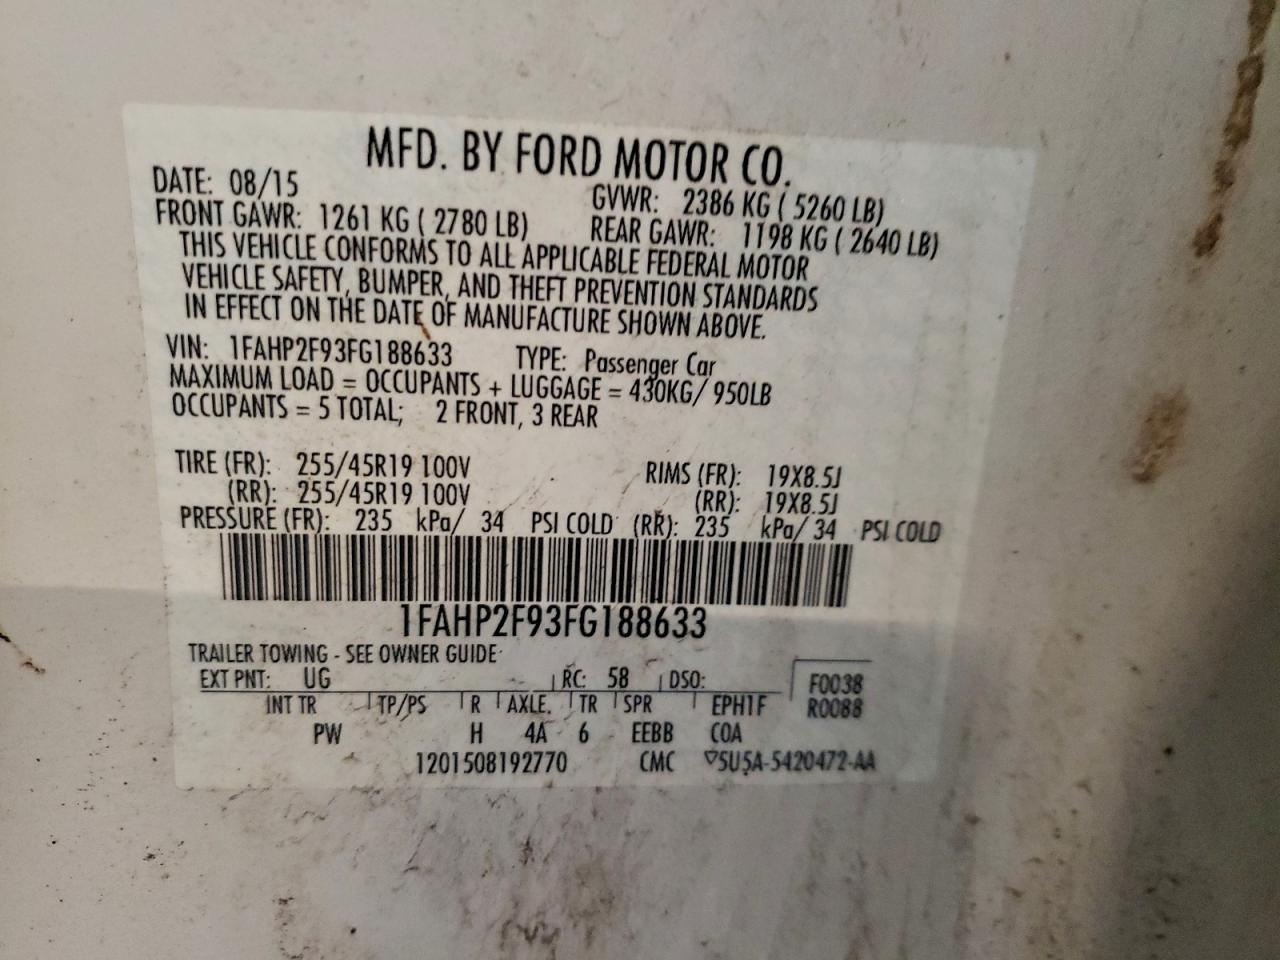 MFD. BY FORD MOTOR CO.
DATE: 08/15 GVWR: 2386 KG ( 5260 LB)
FRONT GAWR: 1261 KG ( 2780 LB) REAR GAWR: 1198 KG ( 2640 LB)
THIS VEHICLE CONFORMS TO ALL APPLICABLE FEDERAL MOTOR
VEHICLE SAFETY, BUMPER, AND THEFT PREVENTION STANDARDS
IN EFFECT ON THE DATE OF MANUFACTURE SHOWN ABOVE.
VIN: 1FAHP2F93FG188633 TYPE: Passenger Car
MAXIMUM LOAD = OCCUPANTS + LUGGAGE = 430KG/ 950LB
OCCUPANTS = 5 TOTAL; 2 FRONT, 3 REAR
TIRE (FR): 255/45R19 100V RIMS (FR): 19X8.5J
(RR): 255/45R19 100V (RR): 19X8.5J
PRESSURE (FR): 235 kPa/ 34 PSI COLD (RR): 235 kPa/ 34 PSI COLD
1FAHP2F93FG188633
TRAILER TOWING - SEE OWNER GUIDE
EXT PNT: UG RC: 58 DSO: F0038
INT TR TP/PS R AXLE TR SPR EPH1F R0088
PW H 4A 6 EEBB COA
1201508192770 CMC ▽5U5A-5420472-AA